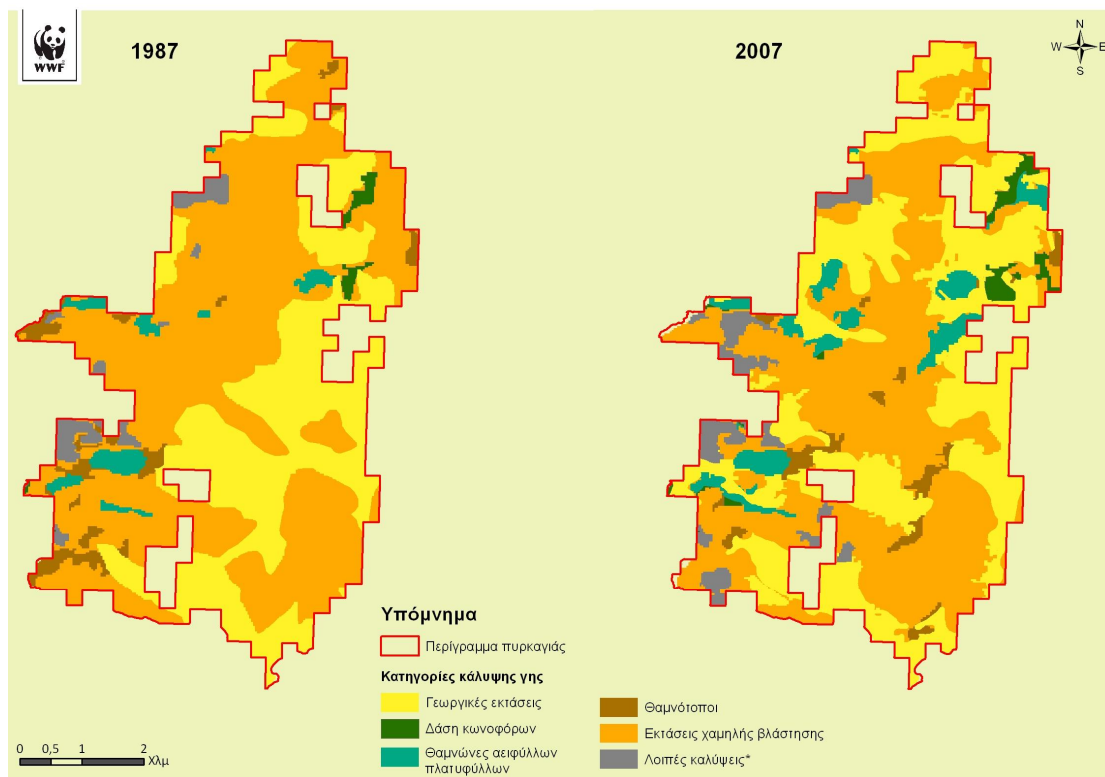 WWF
1987
2007
N
W E
S
Υπόμνημα
Περίγραμμα πυρκαγιάς
Κατηγορίες κάλυψης γης
Γεωργικές εκτάσεις
Δάση κωνοφόρων
Θαμνώνες αειφύλλων
πλατυφύλλων
Θαμνότοποι
Εκτάσεις χαμηλής βλάστησης
Λοιπές καλύψεις*
0 0,5 1 2
Χλμ